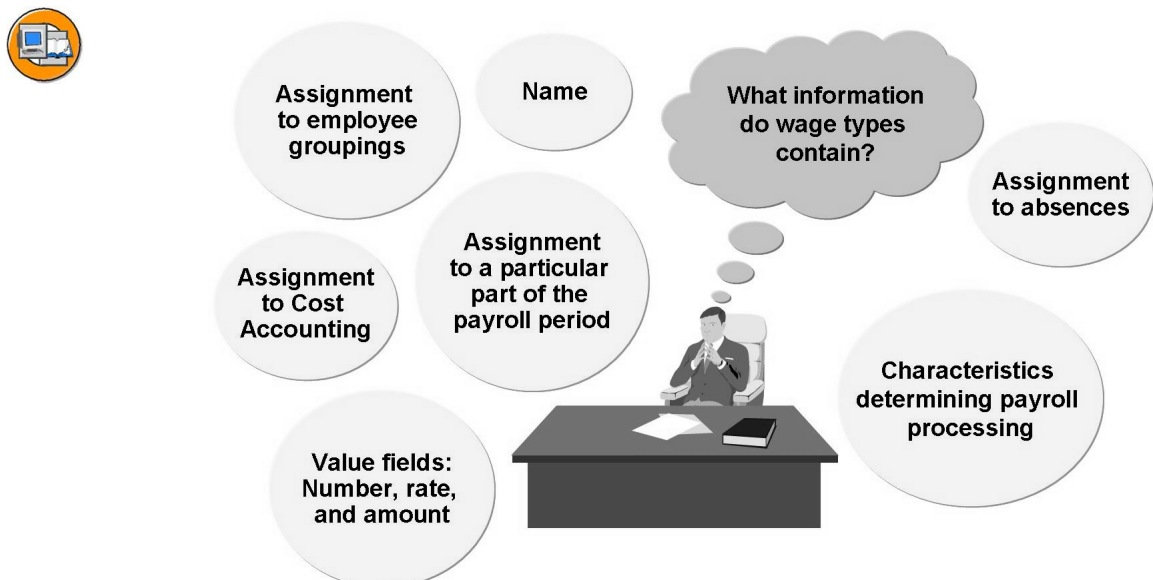 Assignment
to employee
groupings
Name
What information
do wage types
contain?
Assignment
to absences
Assignment
to a particular
part of the
payroll period
Assignment
to Cost
Accounting
Characteristics
determining payroll
processing
Value fields:
Number, rate,
and amount